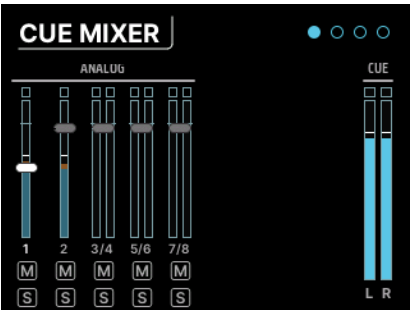 CUE MIXER
ANALOG CUE
1 2 3/4 5/6 7/8
M M M M M
S S S S S L R